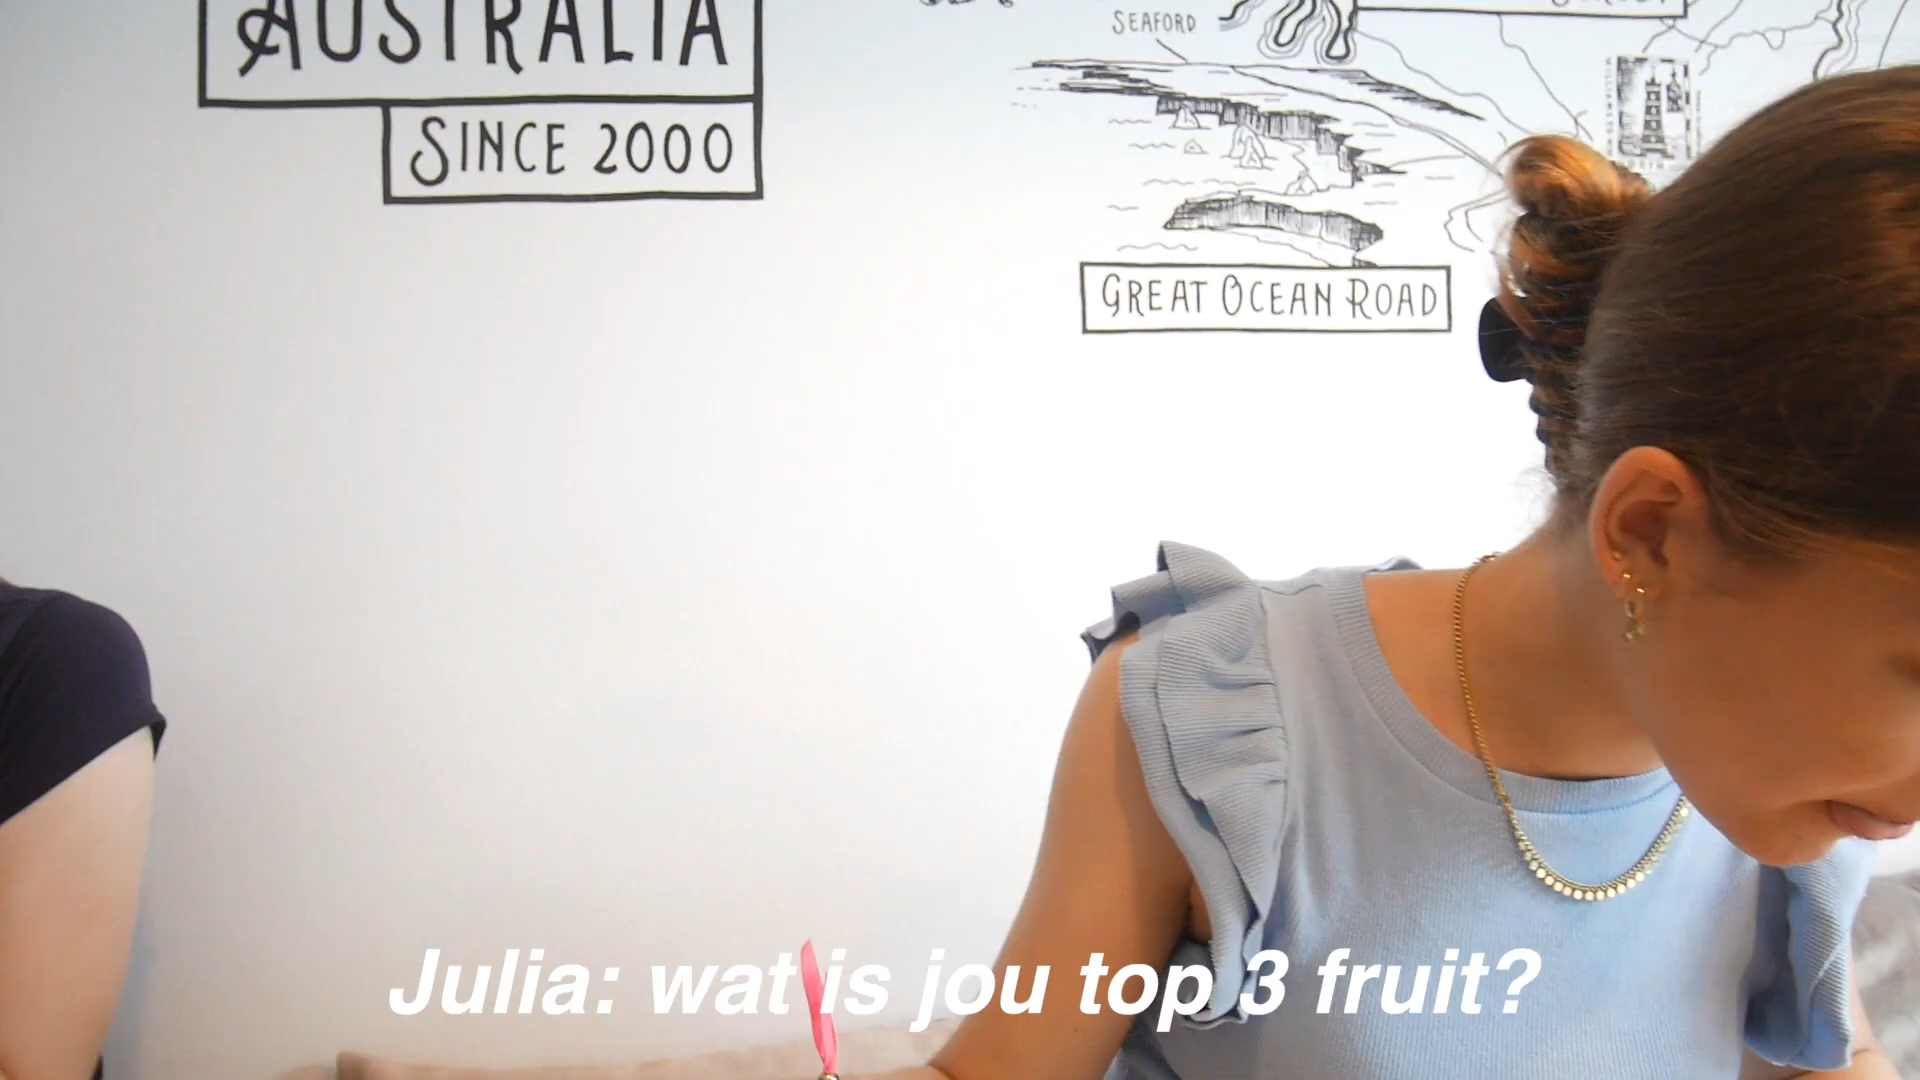 AUSTRALIA
SINCE 2000
SEAFORD
GREAT OCEAN ROAD
Julia: wat is jou top 3 fruit?